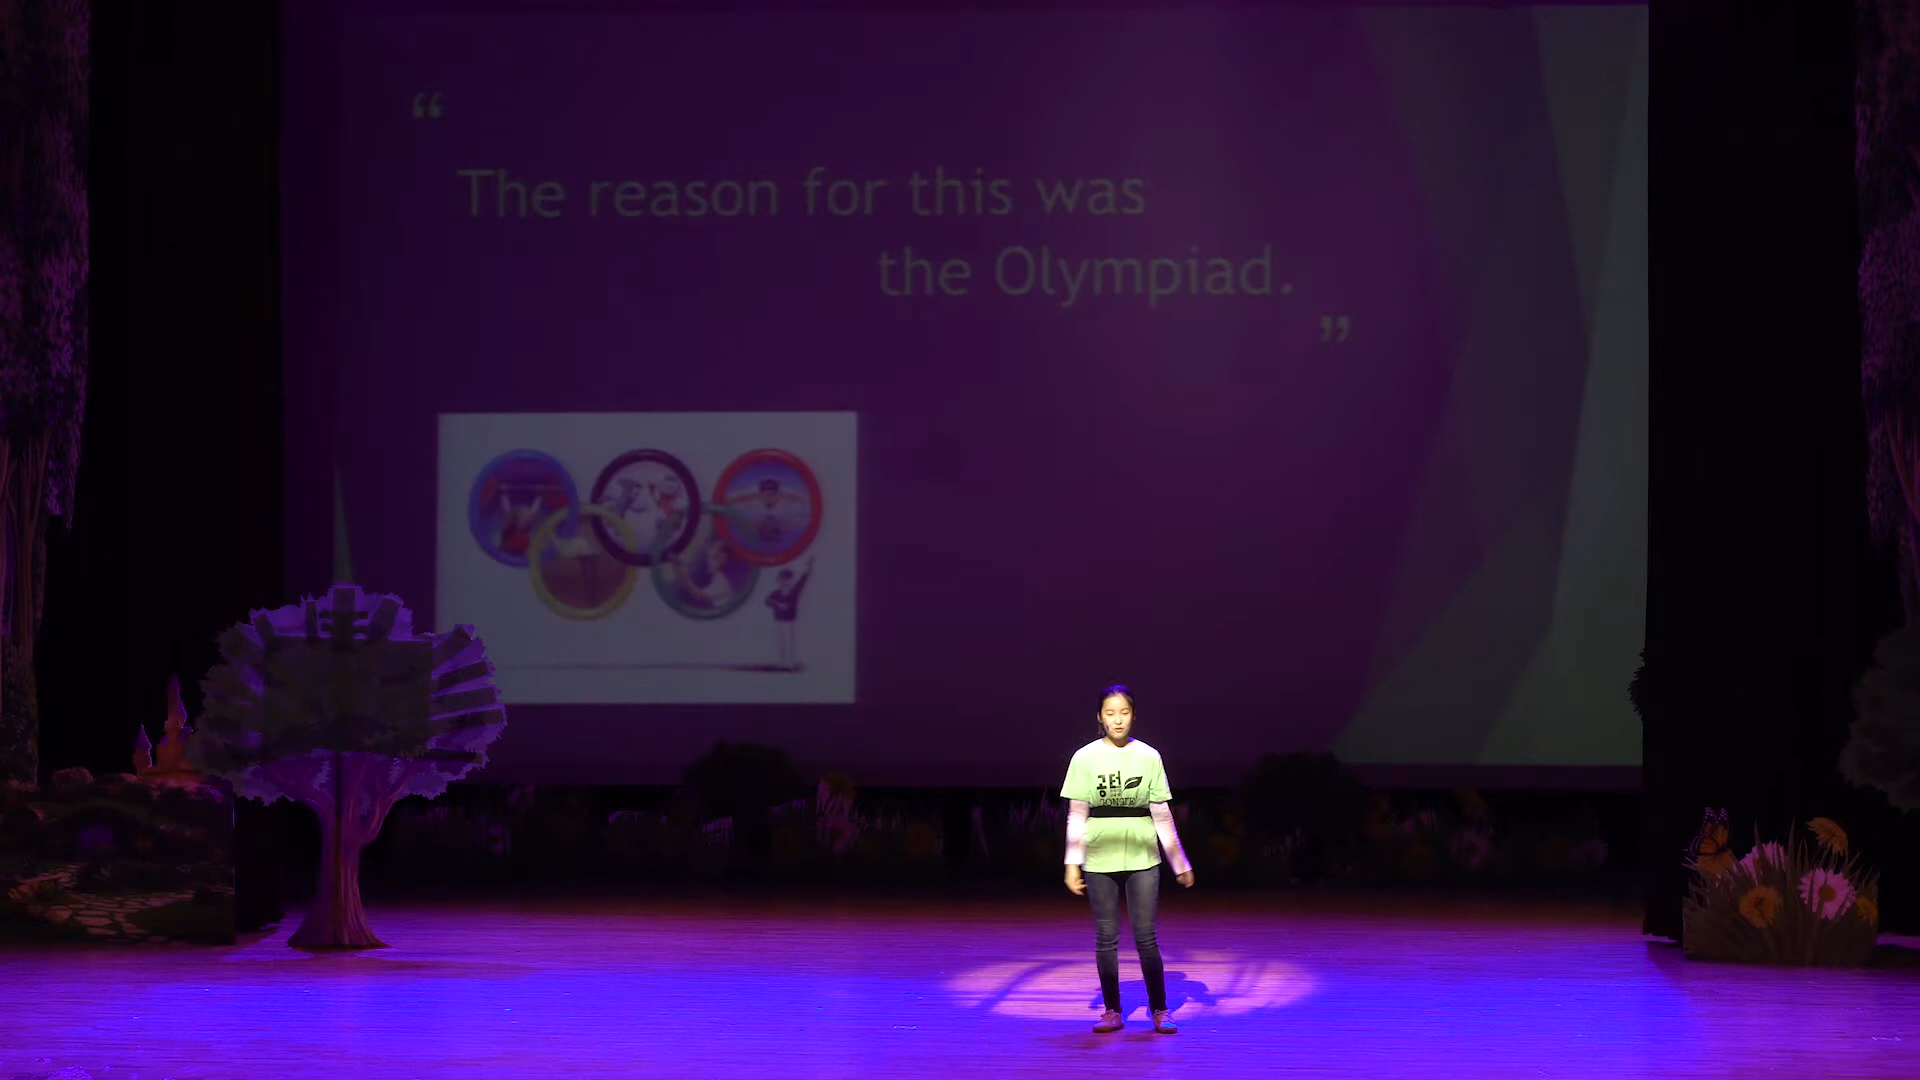 “
The reason for this was
the Olympiad.
”
공터